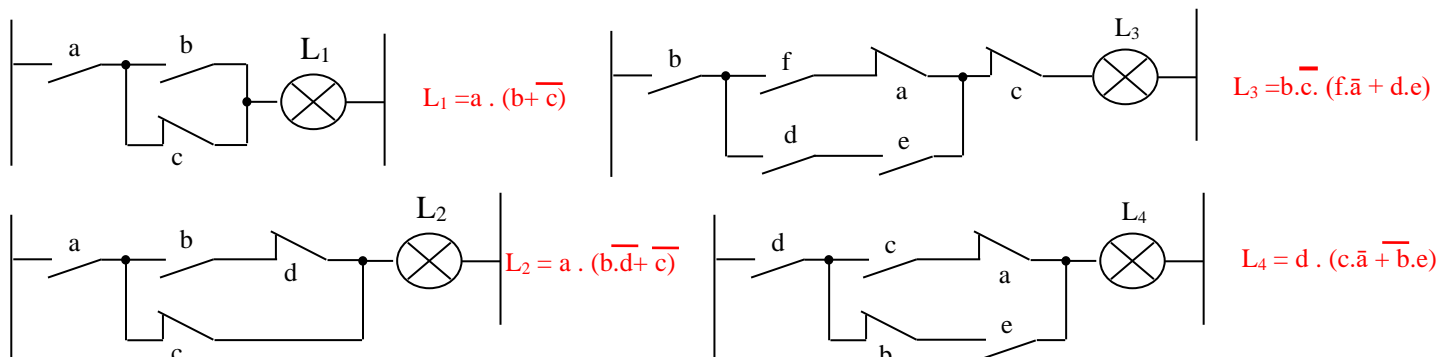 a b L₁
c
L₁ =a . (b+ c̅)
b f a c L₃
d e
L₃ =b.c̅. (f.ā + d.e)
a b d L₂
c
L₂ = a . (b.d̅+ c̅)
d c a L₄
b e
L₄ = d . (c.ā + b̅.e)